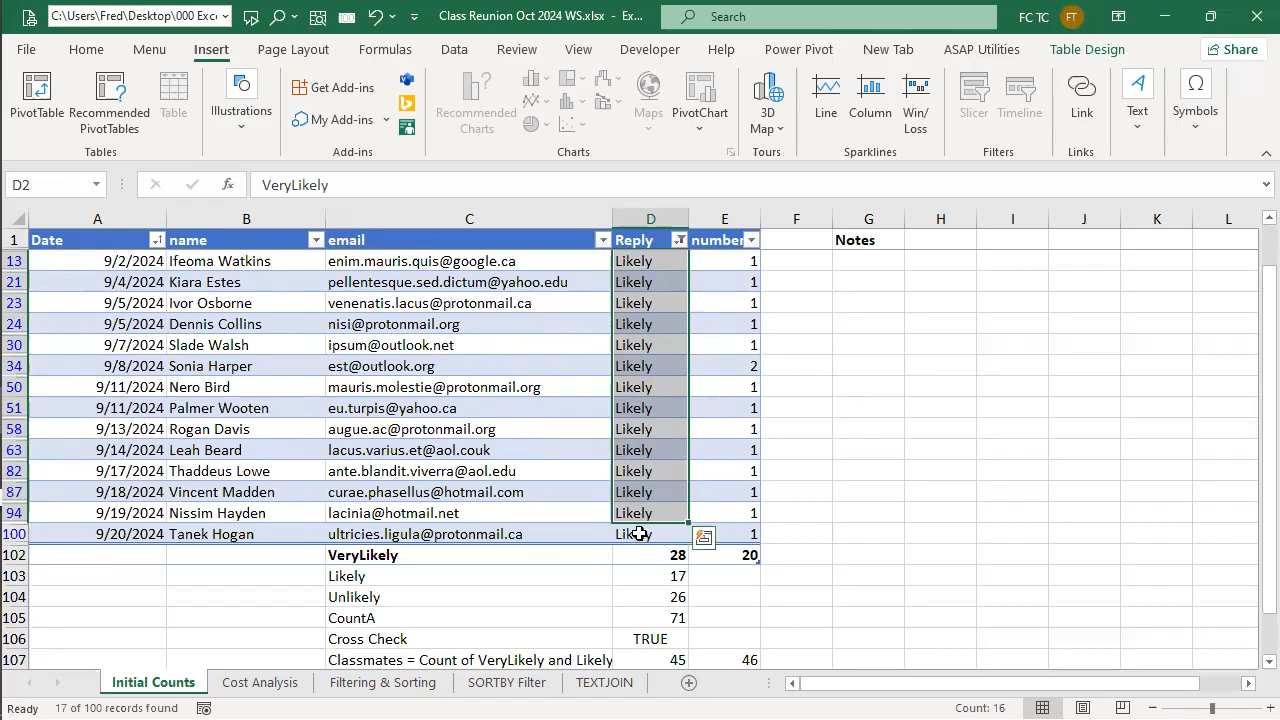 C:\Users\Fred\Desktop\000 Exc Class Reunion Oct 2024 WS.xlsx - Ex... Search FC TC FT
File Home Menu Insert Page Layout Formulas Data Review View Developer Help Power Pivot New Tab ASAP Utilities Table Design Share
PivotTable Recommended PivotTables Table Illustrations Get Add-ins My Add-ins Recommended Charts Maps PivotChart 3D Map Line Column Win/Loss Slicer Timeline Link Text Symbols
Tables Add-ins Charts Tours Sparklines Filters Links
D2 fx VeryLikely
A B C D E F G H I J K L
1 Date name email Reply number Notes
13 9/2/2024 Ifeoma Watkins enim.mauris.quis@google.ca Likely 1
21 9/4/2024 Kiara Estes pellentesque.sed.dictum@yahoo.edu Likely 1
23 9/5/2024 Ivor Osborne venenatis.lacus@protonmail.ca Likely 1
24 9/5/2024 Dennis Collins nisi@protonmail.org Likely 1
30 9/7/2024 Slade Walsh ipsum@outlook.net Likely 1
34 9/8/2024 Sonia Harper est@outlook.org Likely 2
50 9/11/2024 Nero Bird mauris.molestie@protonmail.org Likely 1
51 9/11/2024 Palmer Wooten eu.turpis@yahoo.ca Likely 1
58 9/13/2024 Rogan Davis augue.ac@protonmail.org Likely 1
63 9/14/2024 Leah Beard lacus.varius.et@aol.couk Likely 1
82 9/17/2024 Thaddeus Lowe ante.blandit.viverra@aol.edu Likely 1
87 9/18/2024 Vincent Madden curae.phasellus@hotmail.com Likely 1
94 9/19/2024 Nissim Hayden lacinia@hotmail.net Likely 1
100 9/20/2024 Tanek Hogan ultricies.ligula@protonmail.ca Likely 1
102 VeryLikely 28 20
103 Likely 17
104 Unlikely 26
105 CountA 71
106 Cross Check TRUE
107 Classmates = Count of VeryLikely and Likely 45 46
Initial Counts Cost Analysis Filtering & Sorting SORTBY Filter TEXTJOIN
Ready 17 of 100 records found Count: 16